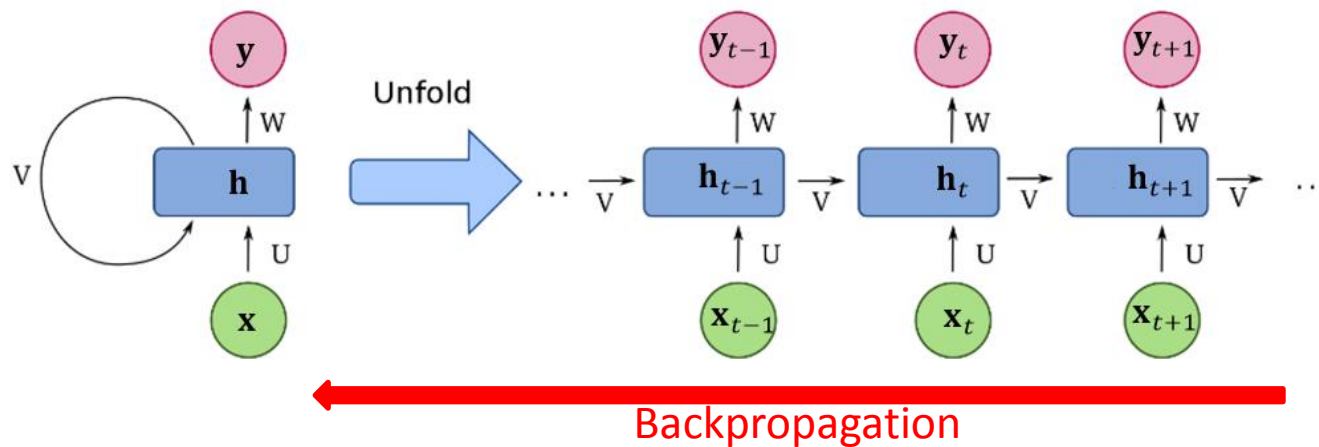 y
y_{t−1}
y_t
y_{t+1}
Unfold
W
W
W
W
V
h
...
V
h_{t−1}
V
h_t
V
h_{t+1}
V
..
U
U
U
U
x
x_{t−1}
x_t
x_{t+1}
Backpropagation